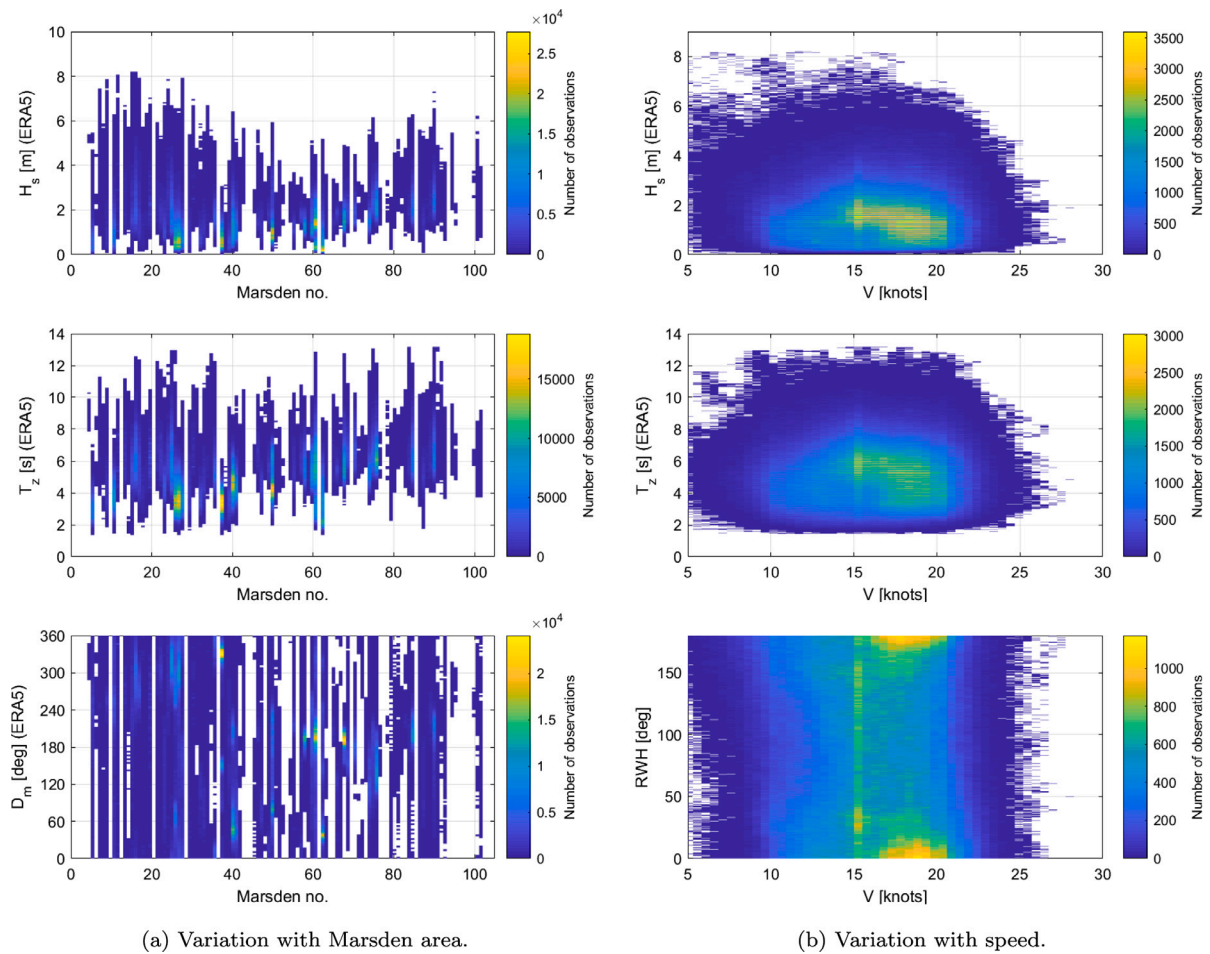 ×10⁴
10
8
6
4
2
0
H_s [m] (ERA5)
0 20 40 60 80 100
Marsden no.
2.5
2
1.5
1
0.5
0
Number of observations
8
6
4
2
0
H_s [m] (ERA5)
5 10 15 20 25 30
V [knots]
3500
3000
2500
2000
1500
1000
500
0
Number of observations
14
12
10
8
6
4
2
0
T_z [s] (ERA5)
0 20 40 60 80 100
Marsden no.
15000
10000
5000
0
Number of observations
14
12
10
8
6
4
2
0
T_z [s] (ERA5)
5 10 15 20 25 30
V [knots]
3000
2500
2000
1500
1000
500
0
Number of observations
×10⁴
360
300
240
180
120
60
0
D_m [deg] (ERA5)
0 20 40 60 80 100
Marsden no.
2
1.5
1
0.5
0
Number of observations
150
100
50
0
RWH [deg]
5 10 15 20 25 30
V [knots]
1000
800
600
400
200
0
Number of observations
(a) Variation with Marsden area.
(b) Variation with speed.